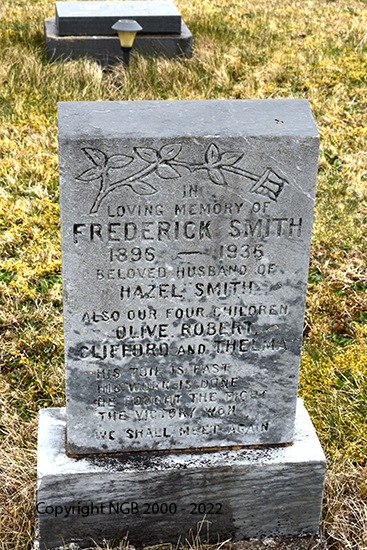 IN
LOVING MEMORY OF
FREDERICK SMITH
1896 — 1936
BELOVED HUSBAND OF
HAZEL SMITH
ALSO OUR FOUR CHILDREN
OLIVE ROBERT
CLIFFORD AND THELMA
HIS TOIL IS PAST
HIS WORK IS DONE
HE FOUGHT THE FIGHT
THE VICTORY WON
WE SHALL MEET AGAIN
Copyright NGB 2000 - 2022